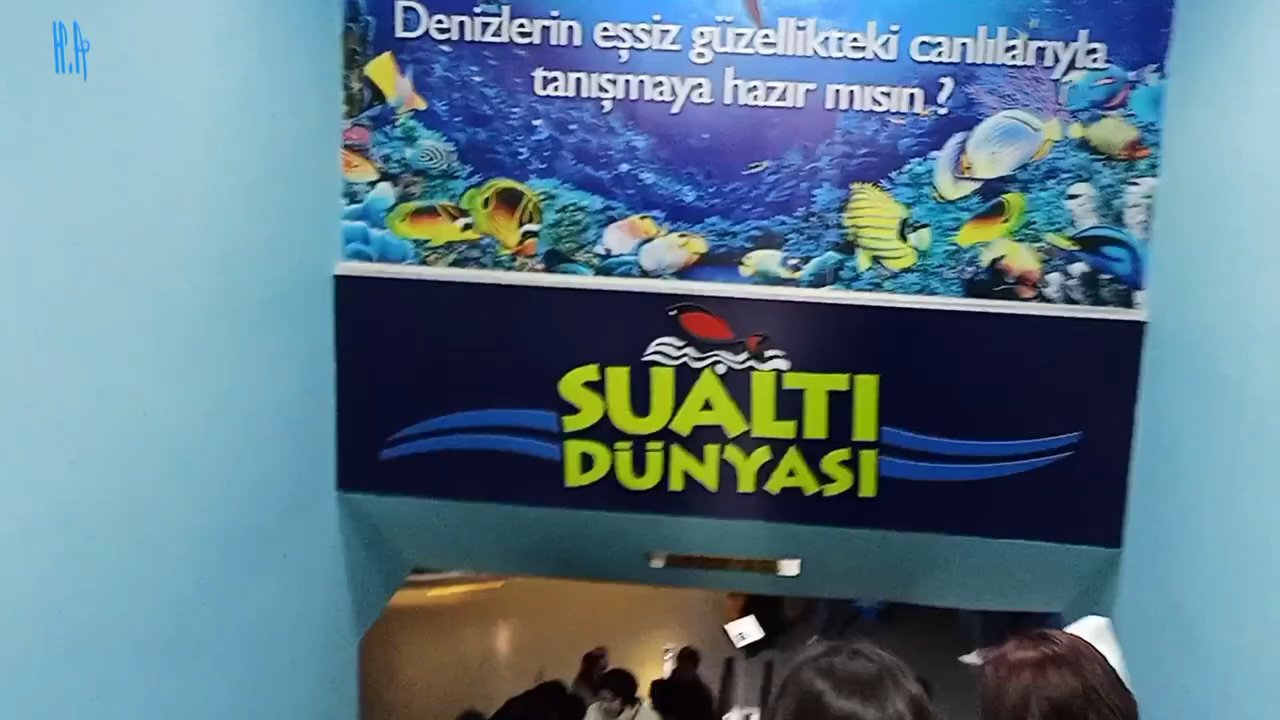 Denizlerin eşsiz güzellikteki canlılarıyla
tanışmaya hazır mısın ?
SUALTI
DÜNYASI